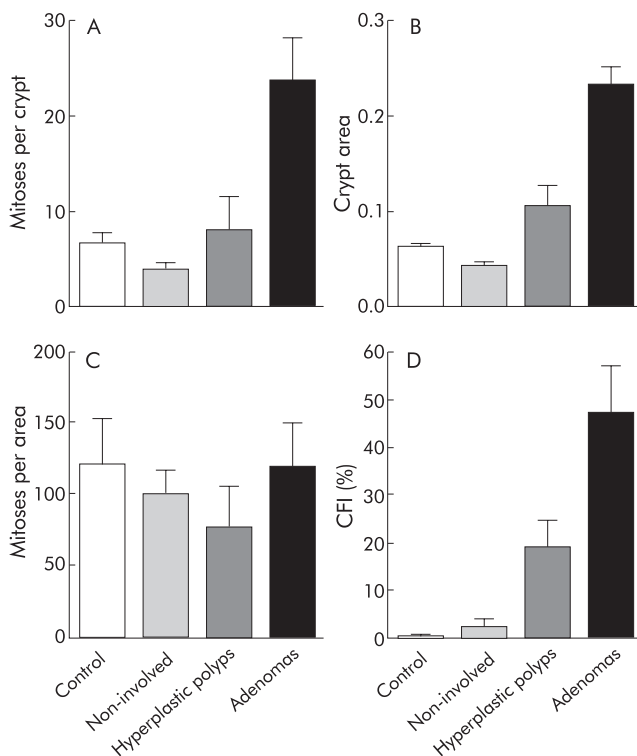 A
Mitoses per crypt
30
20
10
0
B
Crypt area
0.3
0.2
0.1
0.0
C
Mitoses per area
200
150
100
50
0
Control
Non-involved
Hyperplastic polyps
Adenomas
D
CFI (%)
60
50
40
30
20
10
0
Control
Non-involved
Hyperplastic polyps
Adenomas